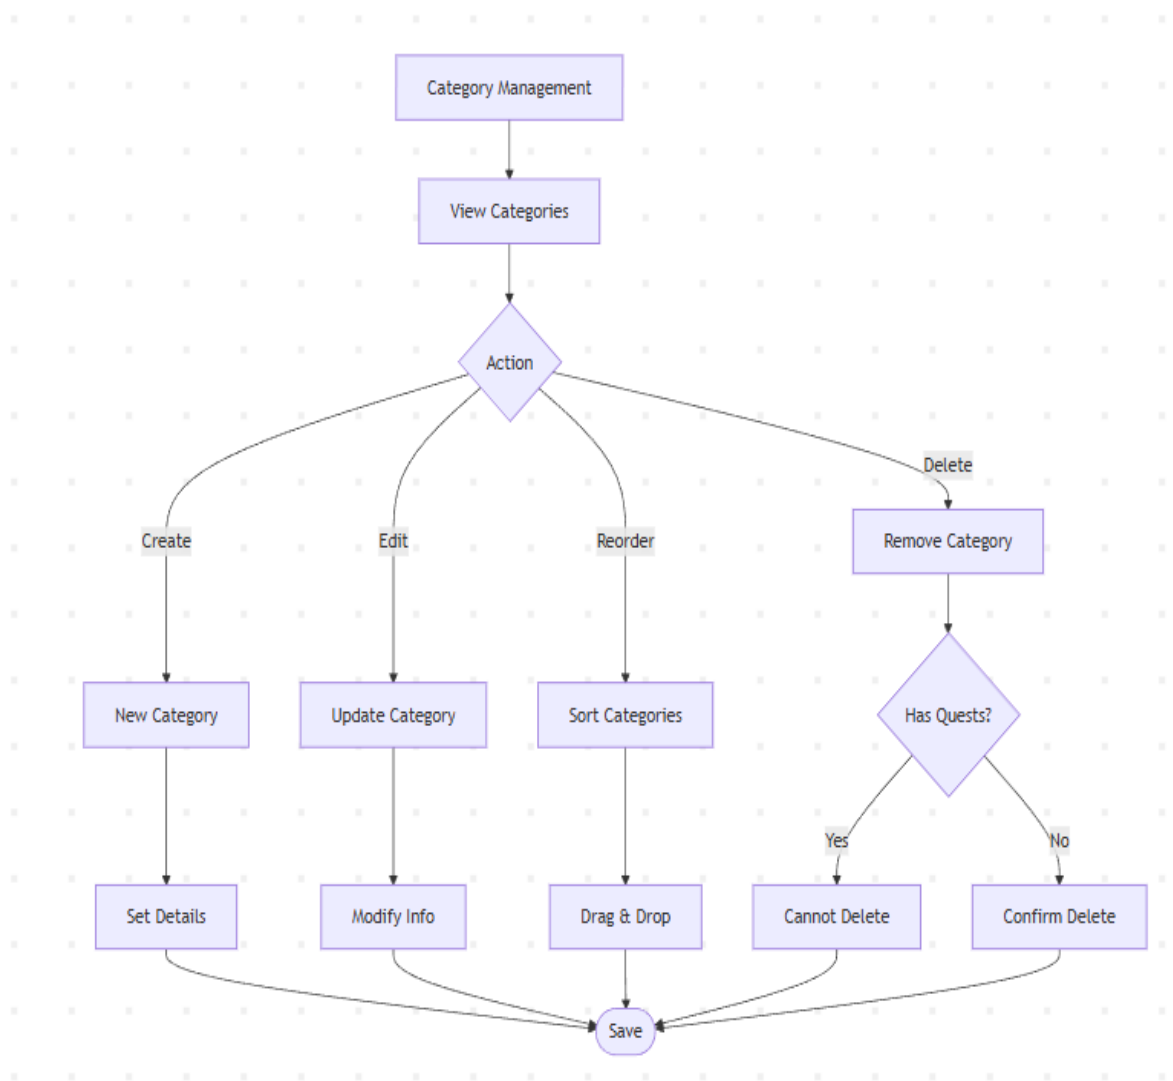 Category Management
View Categories
Action
Delete
Create
Edit
Reorder
Remove Category
New Category
Update Category
Sort Categories
Has Quests?
Yes
No
Set Details
Modify Info
Drag & Drop
Cannot Delete
Confirm Delete
Save